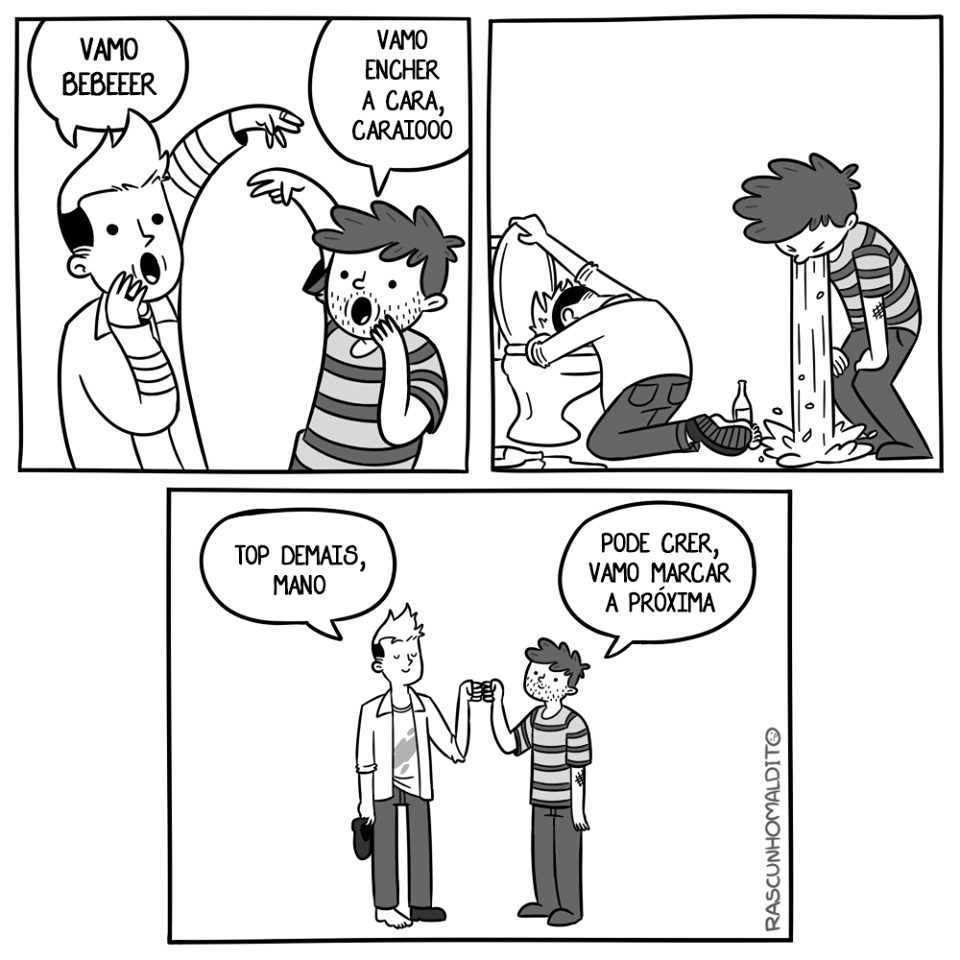 VAMO
BEBEEER
VAMO
ENCHER
A CARA,
CARAIOOO
TOP DEMAIS,
MANO
PODE CRER,
VAMO MARCAR
A PRÓXIMA
RASCUNHOMALDITO